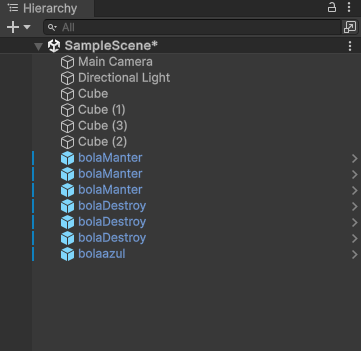 Hierarchy
All
SampleScene*
Main Camera
Directional Light
Cube
Cube (1)
Cube (3)
Cube (2)
bolaManter
bolaManter
bolaManter
bolaDestroy
bolaDestroy
bolaDestroy
bolaazul